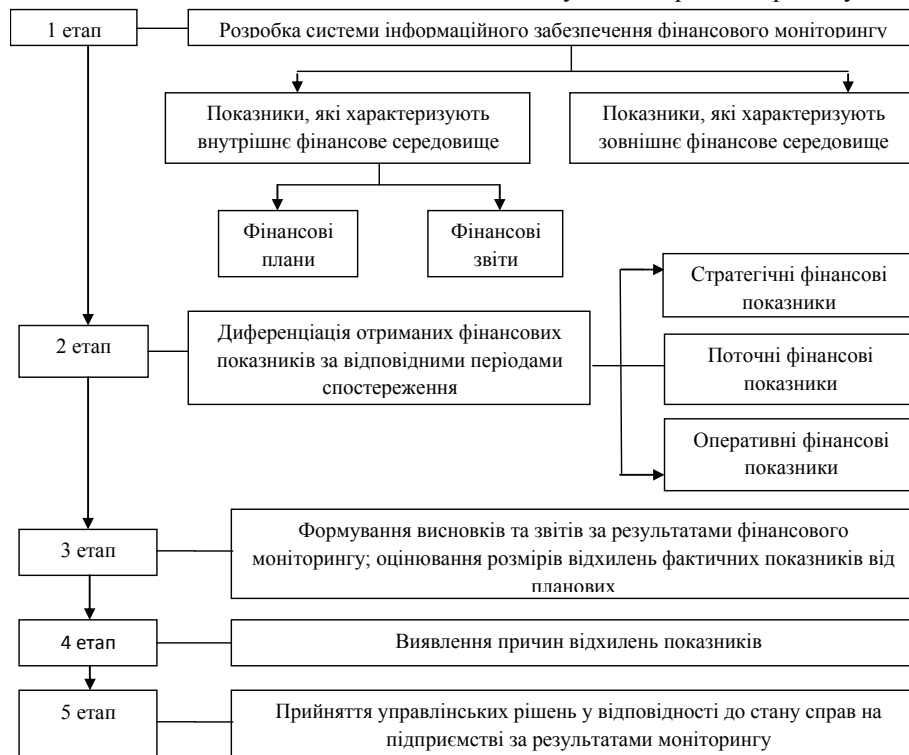 1 етап
Розробка системи інформаційного забезпечення фінансового моніторингу
Показники, які характеризують
внутрішнє фінансове середовище
Показники, які характеризують
зовнішнє фінансове середовище
Фінансові
плани
Фінансові
звіти
2 етап
Диференціація отриманих фінансових
показників за відповідними періодами
спостереження
Стратегічні фінансові
показники
Поточні фінансові
показники
Оперативні фінансові
показники
3 етап
Формування висновків та звітів за результатами фінансового
моніторингу; оцінювання розмірів відхилень фактичних показників від
планових
4 етап
Виявлення причин відхилень показників
5 етап
Прийняття управлінських рішень у відповідності до стану справ на
підприємстві за результатами моніторингу